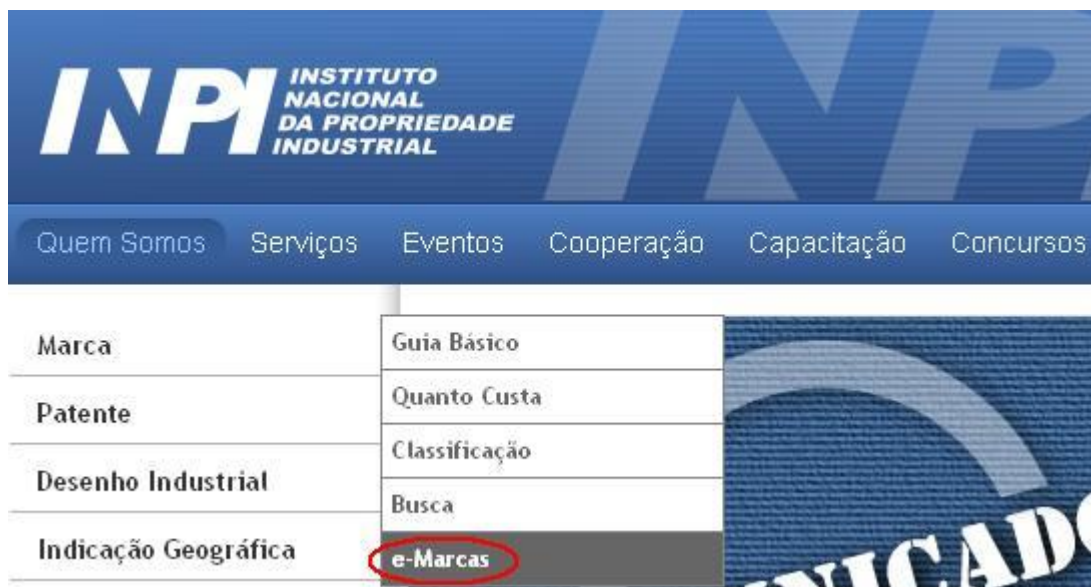 INPI
INSTITUTO
NACIONAL
DA PROPRIEDADE
INDUSTRIAL
Quem Somos Serviços Eventos Cooperação Capacitação Concursos
Marca
Patente
Desenho Industrial
Indicação Geográfica
Guia Básico
Quanto Custa
Classificação
Busca
e-Marcas